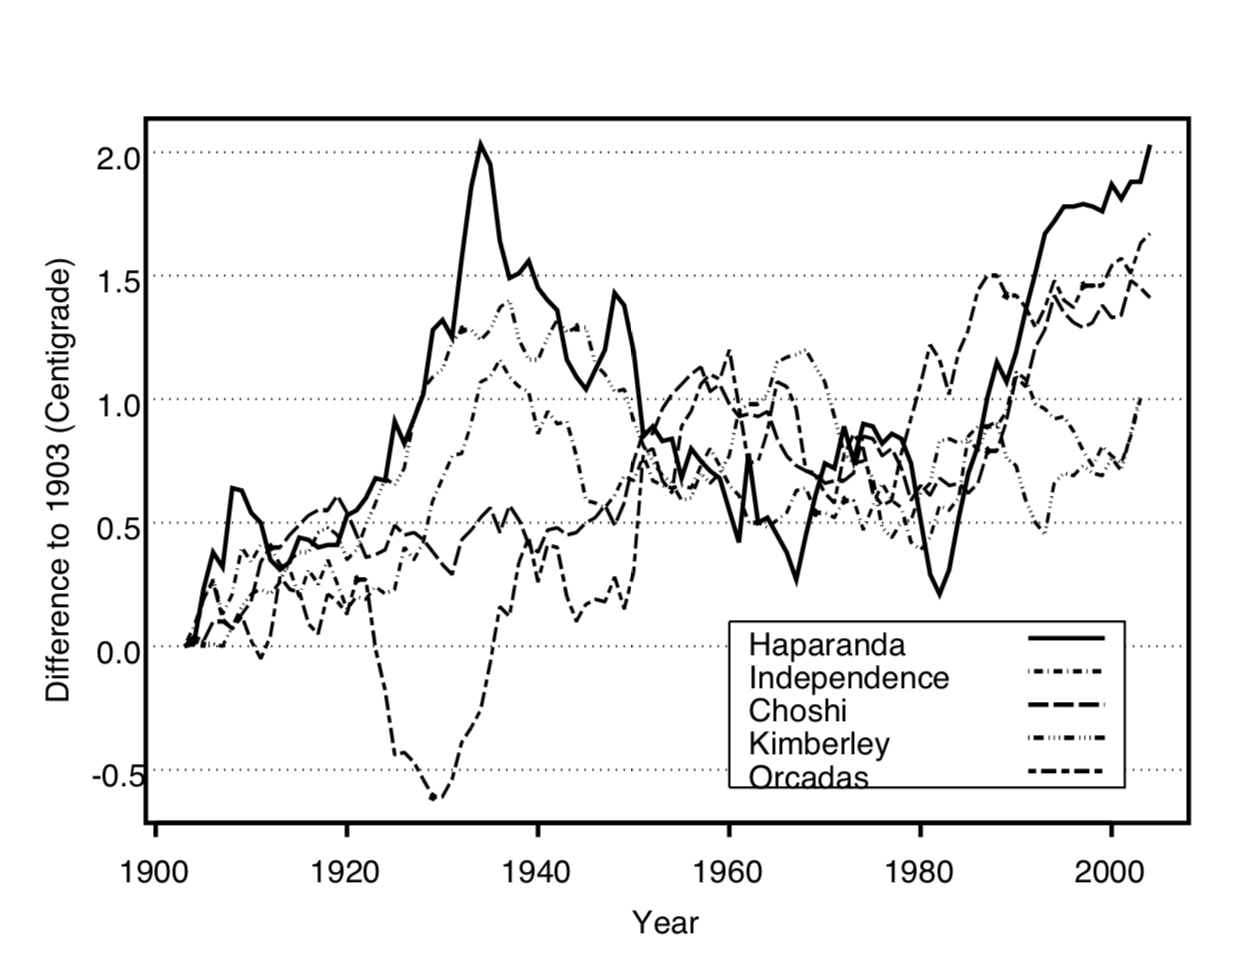 2.0
1.5
1.0
0.5
0.0
-0.5
Difference to 1903 (Centigrade)
Haparanda
Independence
Choshi
Kimberley
Orcadas
1900 1920 1940 1960 1980 2000
Year